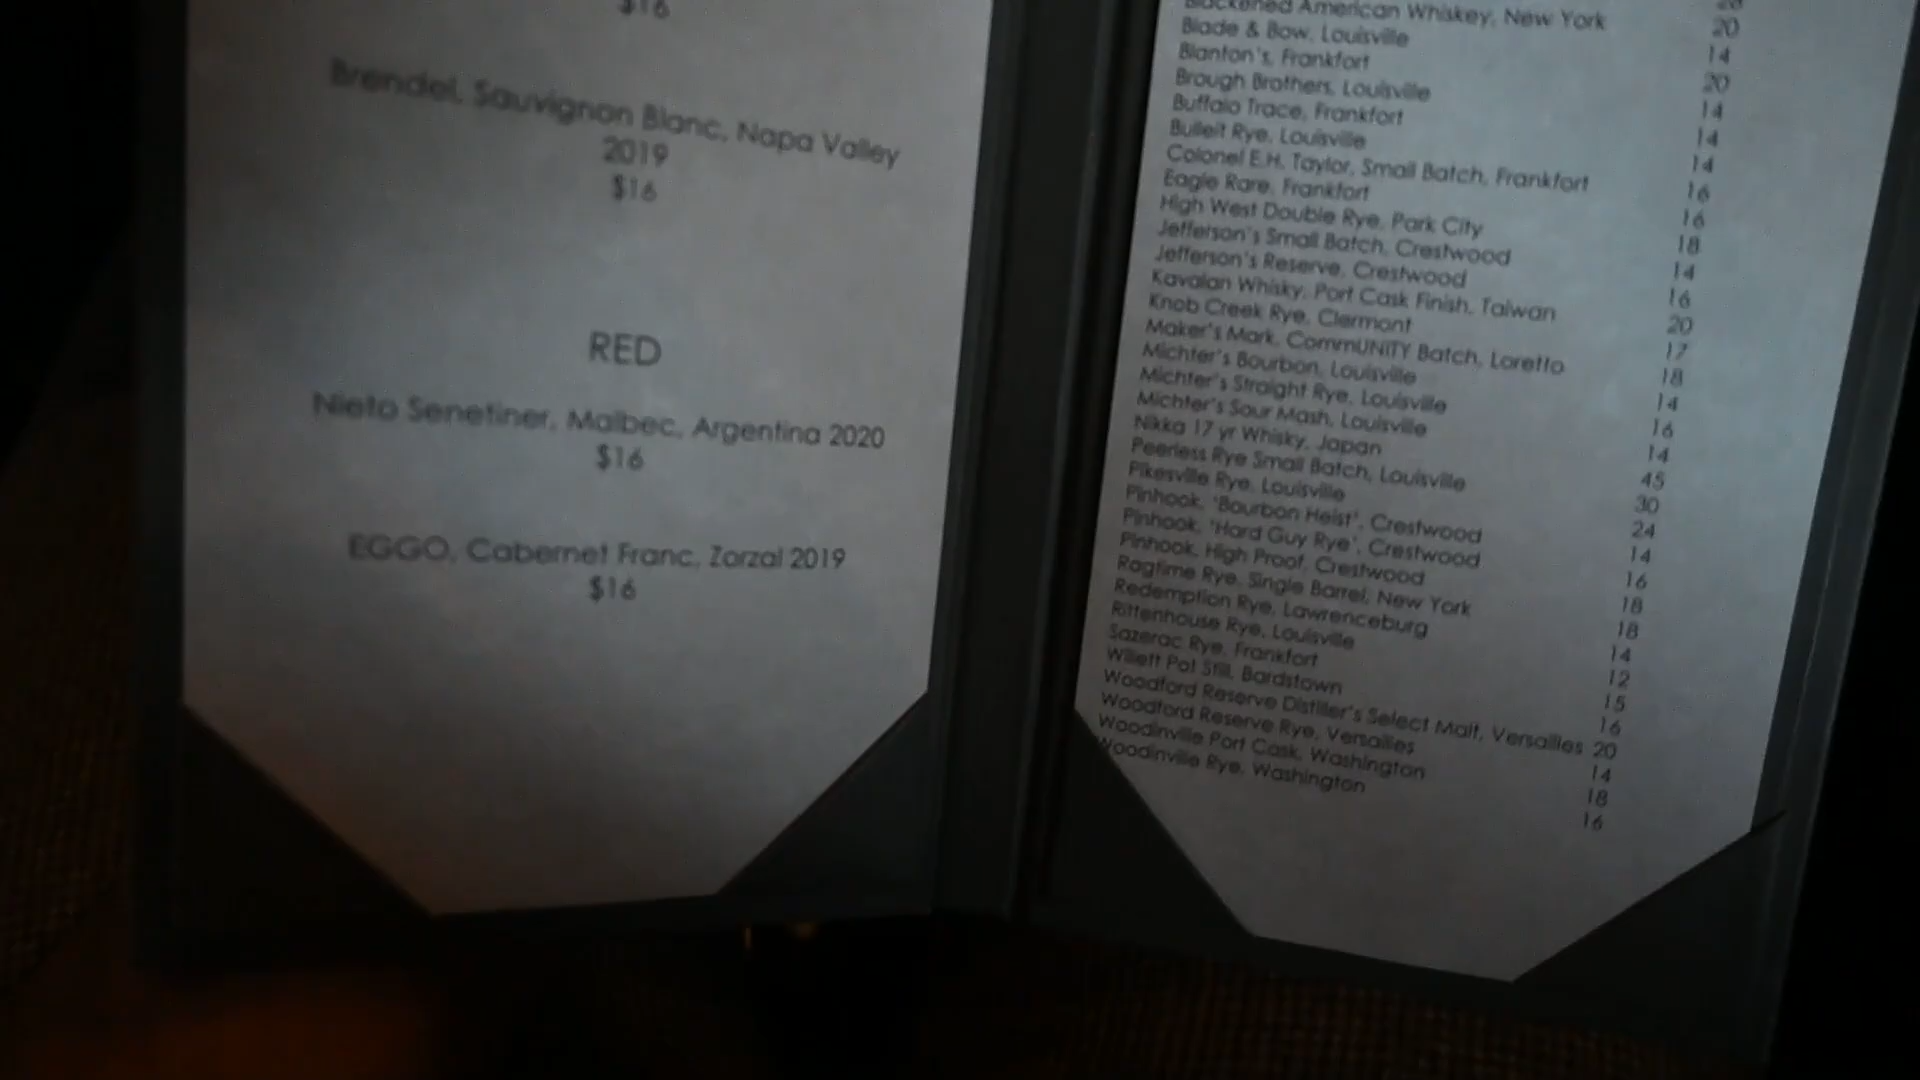 $16
Brendel, Sauvignon Blanc, Napa Valley
2019
$16
RED
Nieto Senetiner, Malbec, Argentina 2020
$16
EGGO, Cabernet Franc, Zorzal 2019
$16
Blackened American Whiskey, New York 20
Blade & Bow, Louisville 14
Blanton's, Frankfort 20
Brough Brothers, Louisville 14
Buffalo Trace, Frankfort 14
Bulleit Rye, Louisville 14
Colonel E.H. Taylor, Small Batch, Frankfort 16
Eagle Rare, Frankfort 16
High West Double Rye, Park City 18
Jefferson's Small Batch, Crestwood 14
Jefferson's Reserve, Crestwood 16
Kavalan Whisky, Port Cask Finish, Taiwan 20
Knob Creek Rye, Clermont 17
Maker's Mark, CommUNITY Batch, Loretto 18
Michter's Bourbon, Louisville 14
Michter's Straight Rye, Louisville 16
Michter's Sour Mash, Louisville 14
Nikka 17 yr Whisky, Japan 45
Peerless Rye Small Batch, Louisville 30
Pikesville Rye, Louisville 24
Pinhook, 'Bourbon Heist', Crestwood 14
Pinhook, 'Hard Guy Rye', Crestwood 16
Pinhook, High Proof, Crestwood 18
Ragtime Rye, Single Barrel, New York 18
Redemption Rye, Lawrenceburg 14
Rittenhouse Rye, Louisville 12
Sazerac Rye, Frankfort 15
Willett Pot Still, Bardstown 16
Woodford Reserve Distiller's Select Malt, Versailles 20
Woodford Reserve Rye, Versailles 14
Woodinville Port Cask, Washington 18
Woodinville Rye, Washington 16